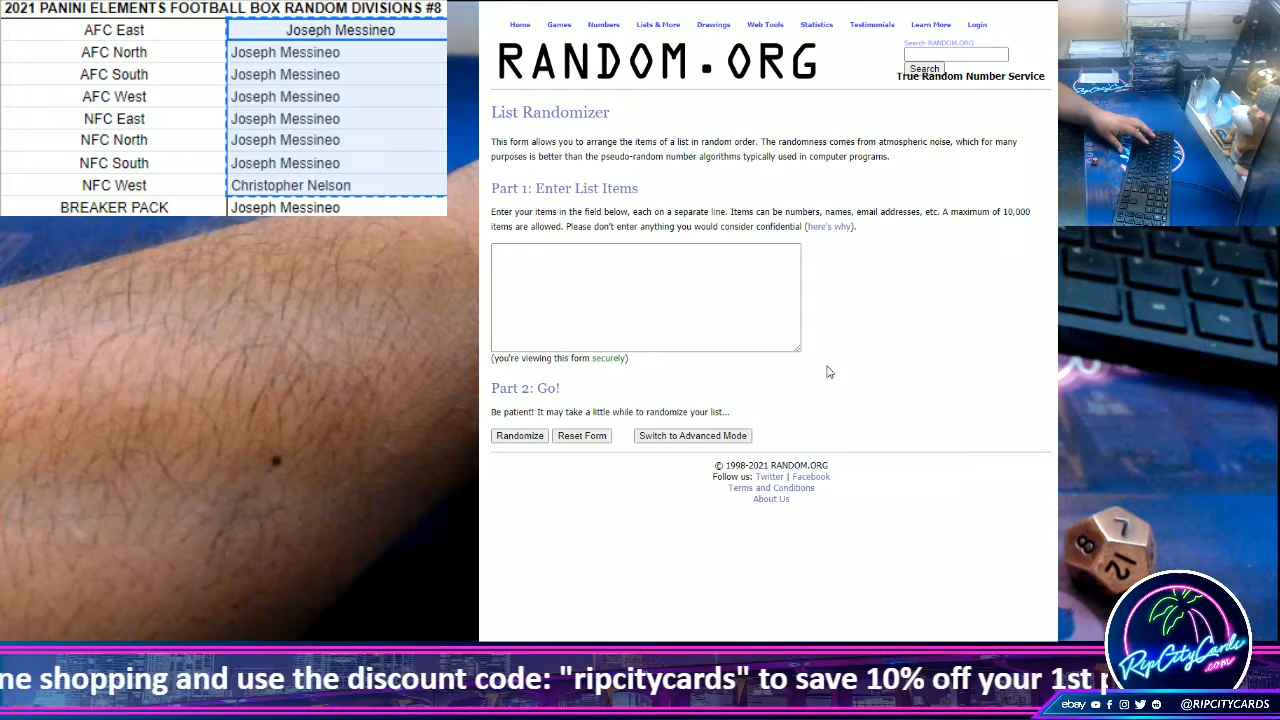 2021 PANINI ELEMENTS FOOTBALL BOX RANDOM DIVISIONS #8
AFC East Joseph Messineo
AFC North Joseph Messineo
AFC South Joseph Messineo
AFC West Joseph Messineo
NFC East Joseph Messineo
NFC North Joseph Messineo
NFC South Joseph Messineo
NFC West Christopher Nelson
BREAKER PACK Joseph Messineo
Home Games Numbers Lists & More Drawings Web Tools Statistics Testimonials Learn More Login
RANDOM.ORG
Search RANDOM.ORG
Search
True Random Number Service
List Randomizer
This form allows you to arrange the items of a list in random order. The randomness comes from atmospheric noise, which for many
purposes is better than the pseudo-random number algorithms typically used in computer programs.
Part 1: Enter List Items
Enter your items in the field below, each on a separate line. Items can be numbers, names, email addresses, etc. A maximum of 10,000
items are allowed. Please don't enter anything you would consider confidential (here's why).
(you're viewing this form securely)
Part 2: Go!
Be patient! It may take a little while to randomize your list...
Randomize Reset Form Switch to Advanced Mode
© 1998-2021 RANDOM.ORG
Follow us: Twitter | Facebook
Terms and Conditions
About Us
7
8
12
RipCityCards
.com
me shopping and use the discount code: "ripcitycards" to save 10% off your 1st
ebay @RIPCITYCARDS